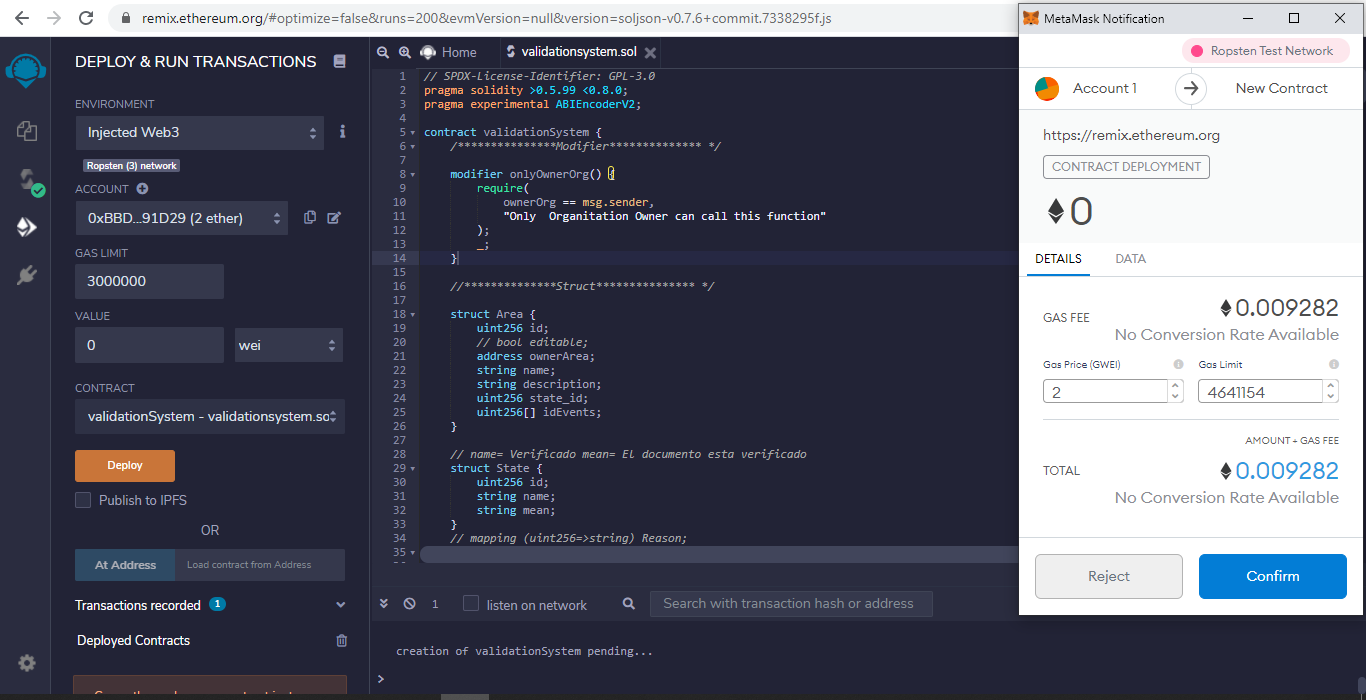 remix.ethereum.org/#optimize=false&runs=200&evmVersion=null&version=soljson-v0.7.6+commit.7338295f.js
DEPLOY & RUN TRANSACTIONS
ENVIRONMENT
Injected Web3
Ropsten (3) network
ACCOUNT
0xBBD...91D29 (2 ether)
GAS LIMIT
3000000
VALUE
0
wei
CONTRACT
validationSystem - validationsystem.so
Deploy
Publish to IPFS
OR
At Address
Load contract from Address
Transactions recorded 1
Deployed Contracts
Home
validationsystem.sol
1 // SPDX-License-Identifier: GPL-3.0
2 pragma solidity >0.5.99 <0.8.0;
3 pragma experimental ABIEncoderV2;
4
5 contract validationSystem {
6 /***************Modifier************** */
7
8 modifier onlyOwnerOrg() {
9 require(
10 ownerOrg == msg.sender,
11 "Only  Organitation Owner can call this function"
12 );
13 _;
14 }
15
16 //**************Struct*************** */
17
18 struct Area {
19 uint256 id;
20 // bool editable;
21 address ownerArea;
22 string name;
23 string description;
24 uint256 state_id;
25 uint256[] idEvents;
26 }
27
28 // name= Verificado mean= El documento esta verificado
29 struct State {
30 uint256 id;
31 string name;
32 string mean;
33 }
34 // mapping (uint256=>string) Reason;
35
1
listen on network
Search with transaction hash or address
creation of validationSystem pending...
>
MetaMask Notification
Ropsten Test Network
Account 1
New Contract
https://remix.ethereum.org
CONTRACT DEPLOYMENT
0
DETAILS
DATA
GAS FEE
0.009282
No Conversion Rate Available
Gas Price (GWEI)
Gas Limit
2
4641154
AMOUNT + GAS FEE
TOTAL
0.009282
No Conversion Rate Available
Reject
Confirm